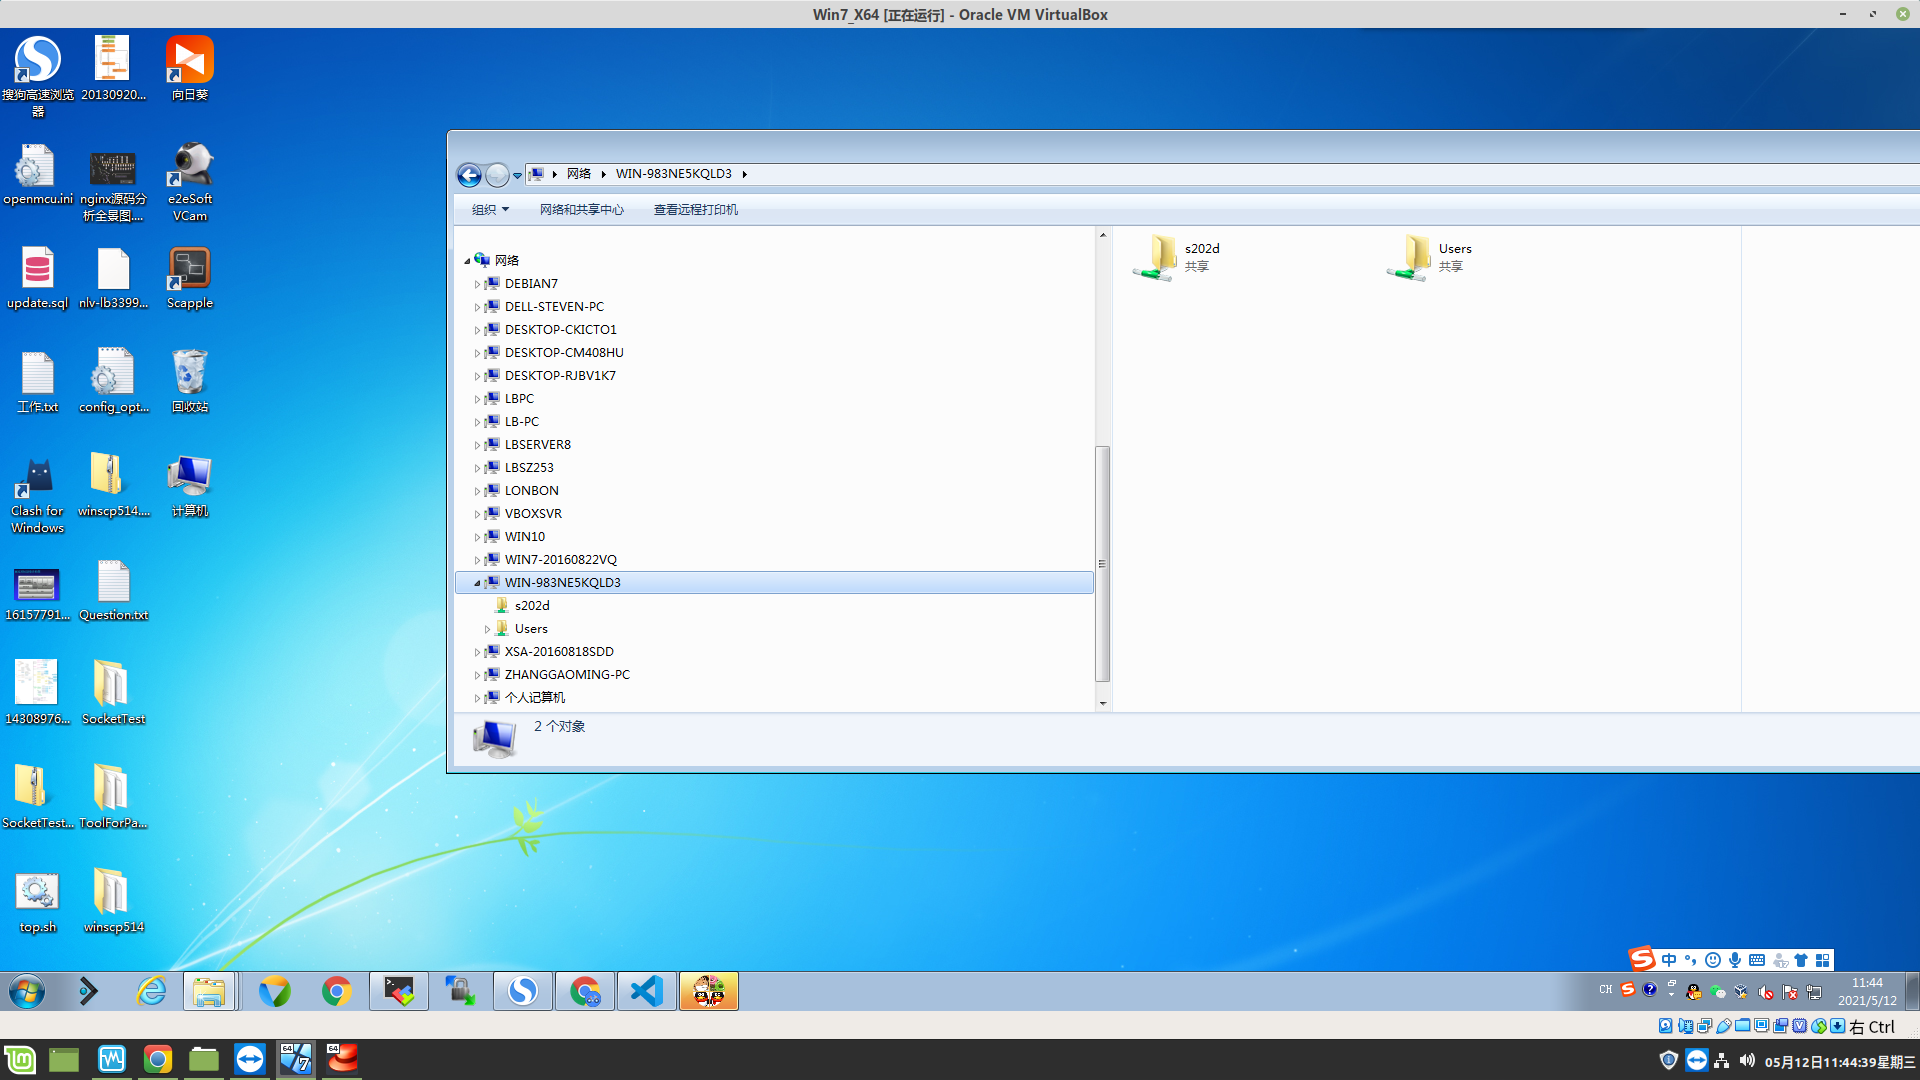 Win7_X64 [正在运行] - Oracle VM VirtualBox
搜狗高速浏览器
20130920...
向日葵
openmcu.ini
nginx源码分析全景图....
e2eSoft VCam
update.sql
nlv-lb3399...
Scapple
工作.txt
config_opt...
回收站
Clash for Windows
winscp514....
计算机
16157791...
Question.txt
14308976...
SocketTest
SocketTest...
ToolForPa...
top.sh
winscp514
网络
WIN-983NE5KQLD3
组织
网络和共享中心
查看远程打印机
网络
DEBIAN7
DELL-STEVEN-PC
DESKTOP-CKICTO1
DESKTOP-CM408HU
DESKTOP-RJBV1K7
LBPC
LB-PC
LBSERVER8
LBSZ253
LONBON
VBOXSVR
WIN10
WIN7-20160822VQ
WIN-983NE5KQLD3
s202d
Users
XSA-20160818SDD
ZHANGGAOMING-PC
个人记算机
s202d
共享
Users
共享
2 个对象
中
CH
11:44
2021/5/12
右 Ctrl
64
7
64
05月12日11:44:39星期三